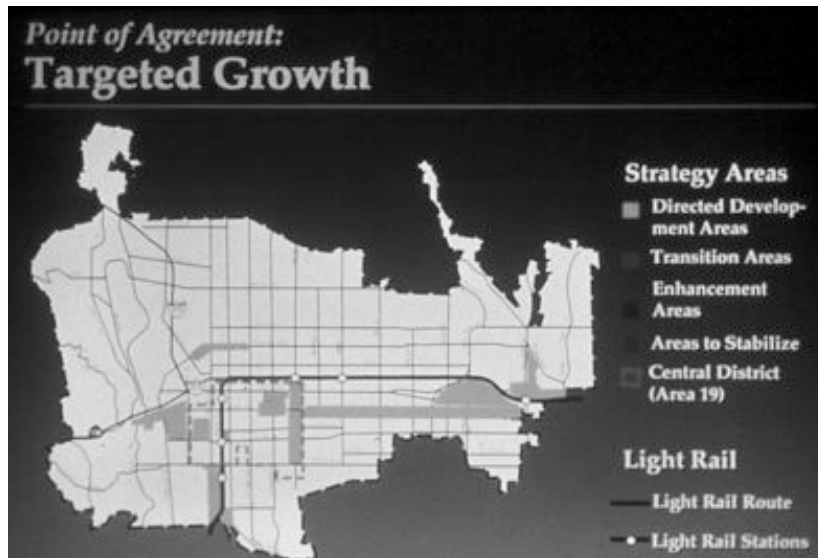 Point of Agreement:
Targeted Growth
Strategy Areas
Directed Develop-
ment Areas
Transition Areas
Enhancement
Areas
Areas to Stabilize
Central District
(Area 19)
Light Rail
Light Rail Route
Light Rail Stations